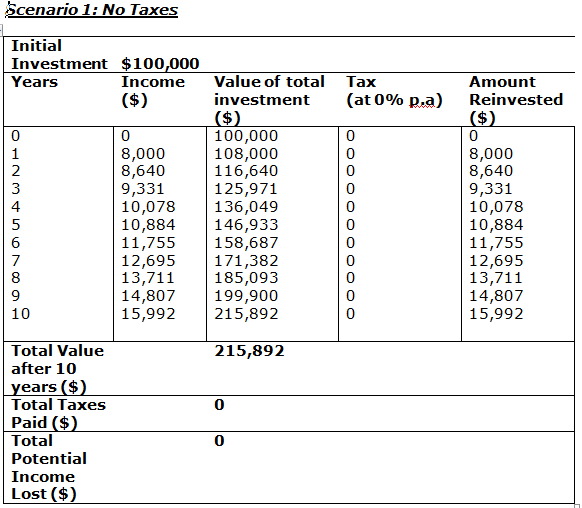 Scenario 1: No Taxes
Initial
Investment $100,000
Years Income Value of total Tax Amount
($) investment (at 0% p.a) Reinvested
($) ($)
0 0 100,000 0 0
1 8,000 108,000 0 8,000
2 8,640 116,640 0 8,640
3 9,331 125,971 0 9,331
4 10,078 136,049 0 10,078
5 10,884 146,933 0 10,884
6 11,755 158,687 0 11,755
7 12,695 171,382 0 12,695
8 13,711 185,093 0 13,711
9 14,807 199,900 0 14,807
10 15,992 215,892 0 15,992
Total Value 215,892
after 10
years ($)
Total Taxes 0
Paid ($)
Total 0
Potential
Income
Lost ($)